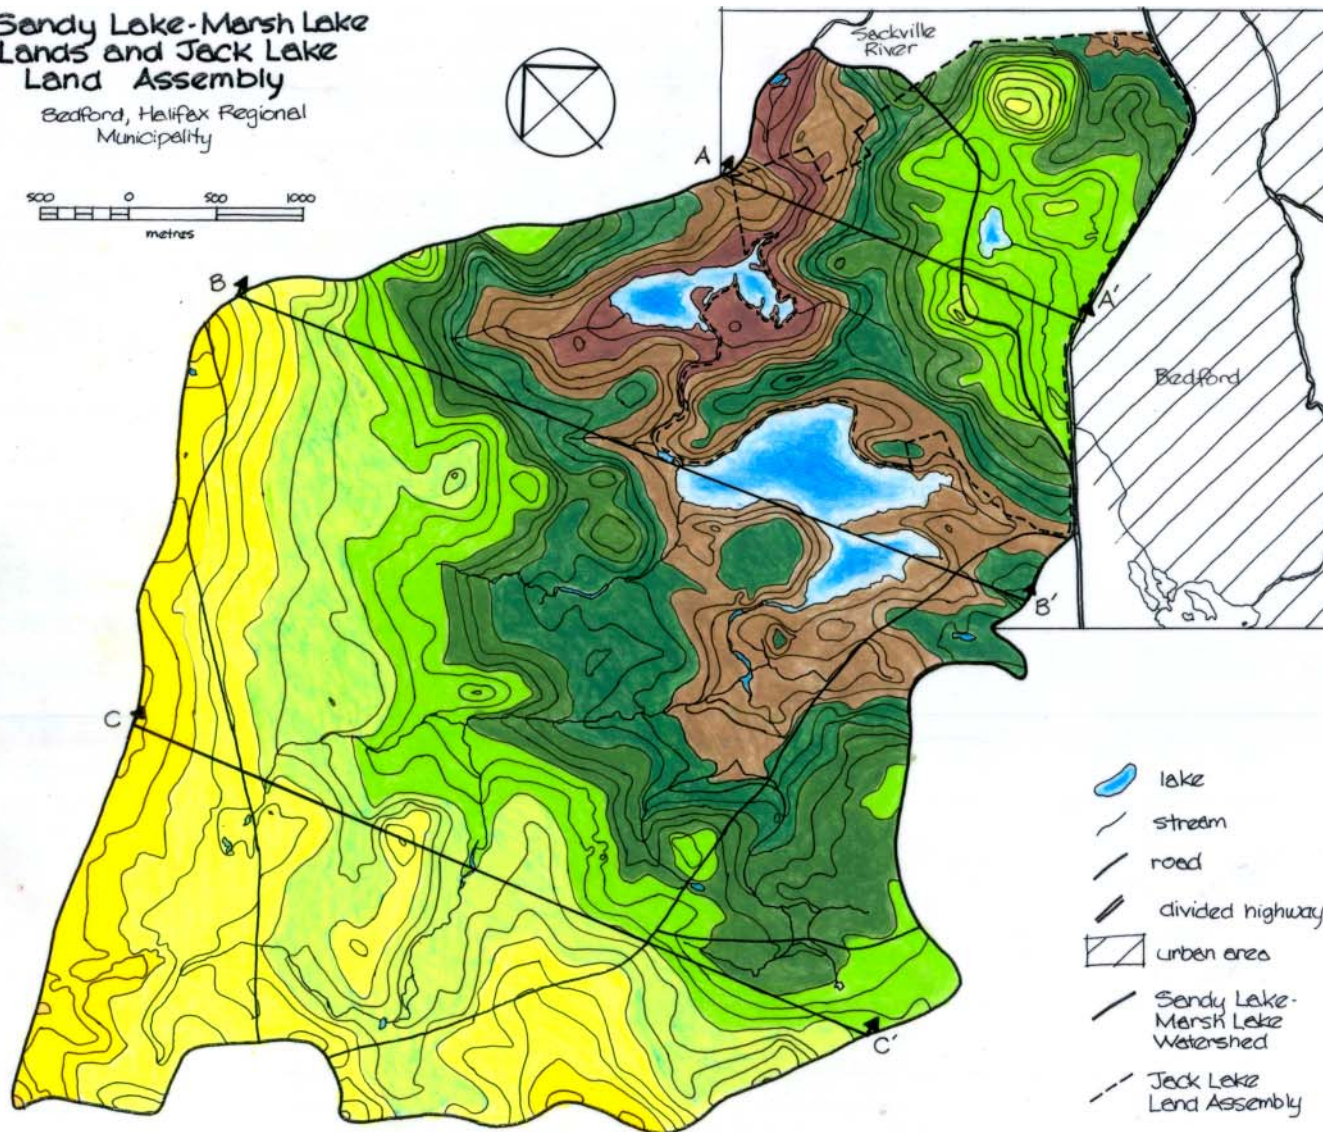 Sandy Lake-Marsh Lake
Lands and Jack Lake
Land Assembly
Bedford, Halifax Regional
Municipality
500 0 500 1000
metres
Sackville
River
A
A'
B
B'
C
C'
Bedford
lake
stream
road
divided highway
urban area
Sandy Lake-
Marsh Lake
Watershed
Jack Lake
Land Assembly